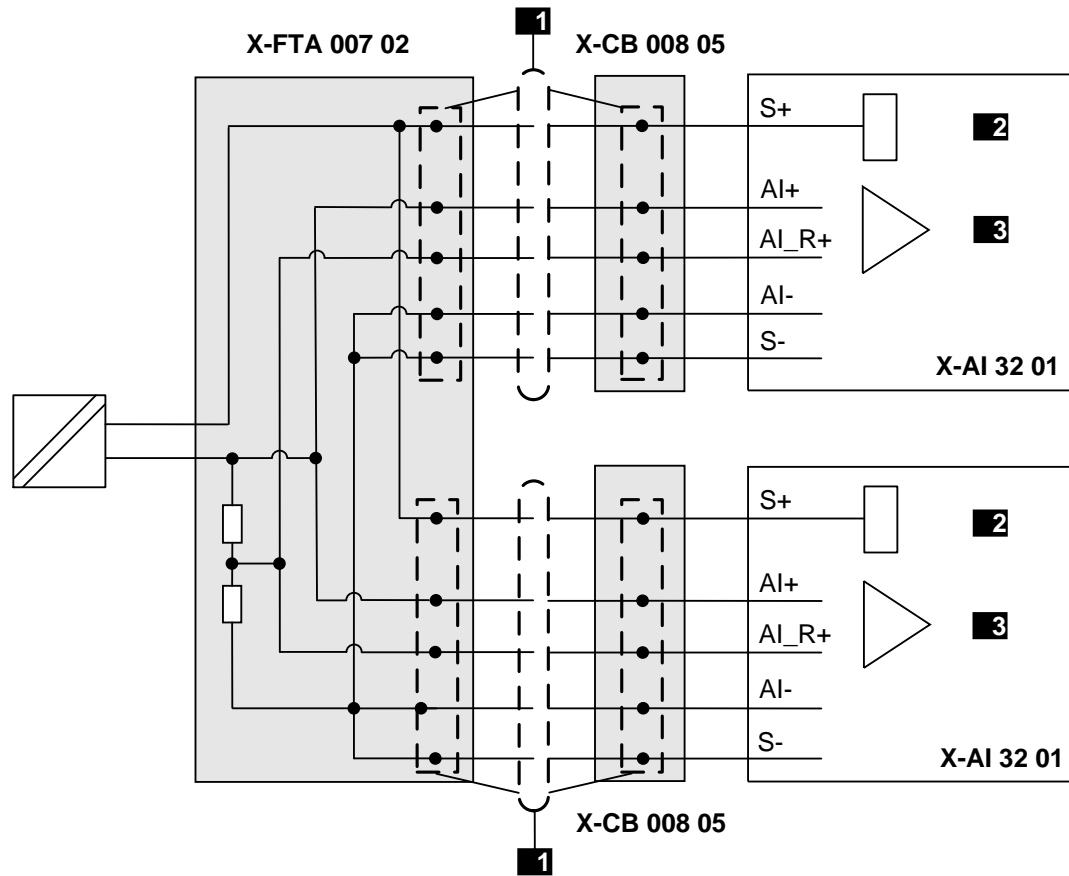 1
X-FTA 007 02
X-CB 008 05
S+
2
AI+
3
AI_R+
AI-
S-
X-AI 32 01
S+
2
AI+
3
AI_R+
AI-
S-
X-AI 32 01
X-CB 008 05
1